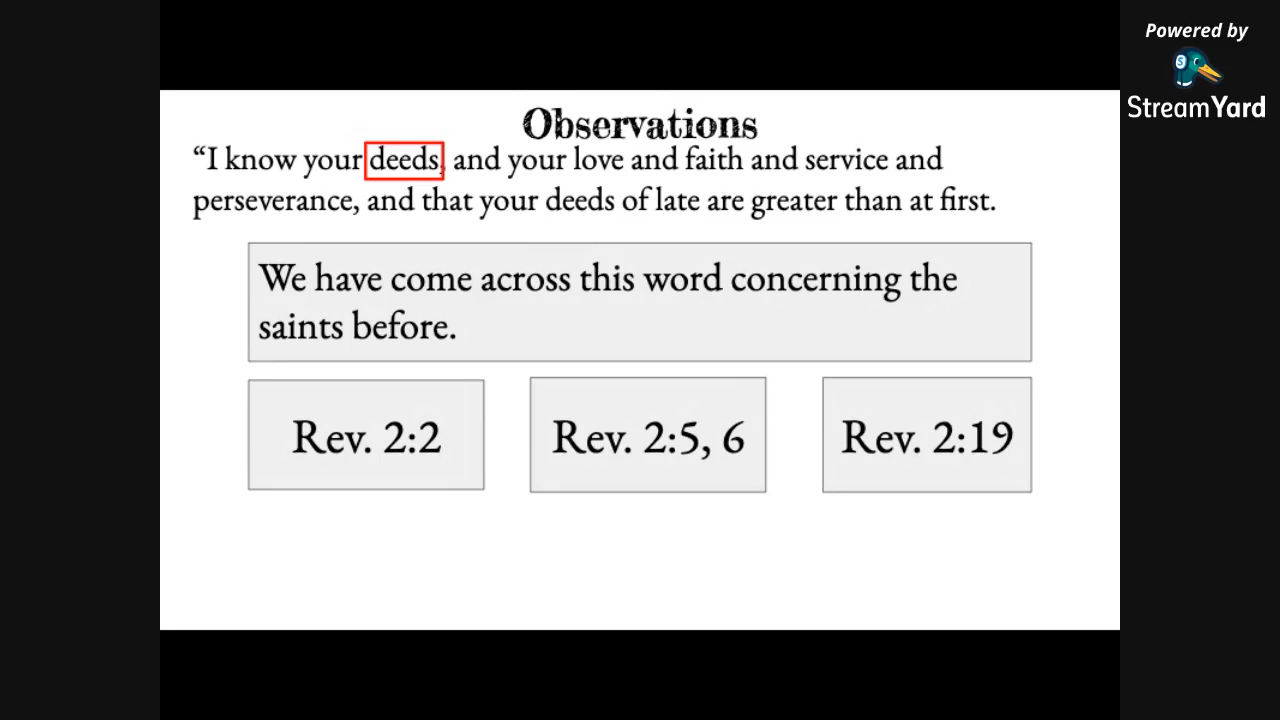 Powered by
StreamYard
Observations
“I know your deeds, and your love and faith and service and
perseverance, and that your deeds of late are greater than at first.
We have come across this word concerning the
saints before.
Rev. 2:2
Rev. 2:5, 6
Rev. 2:19